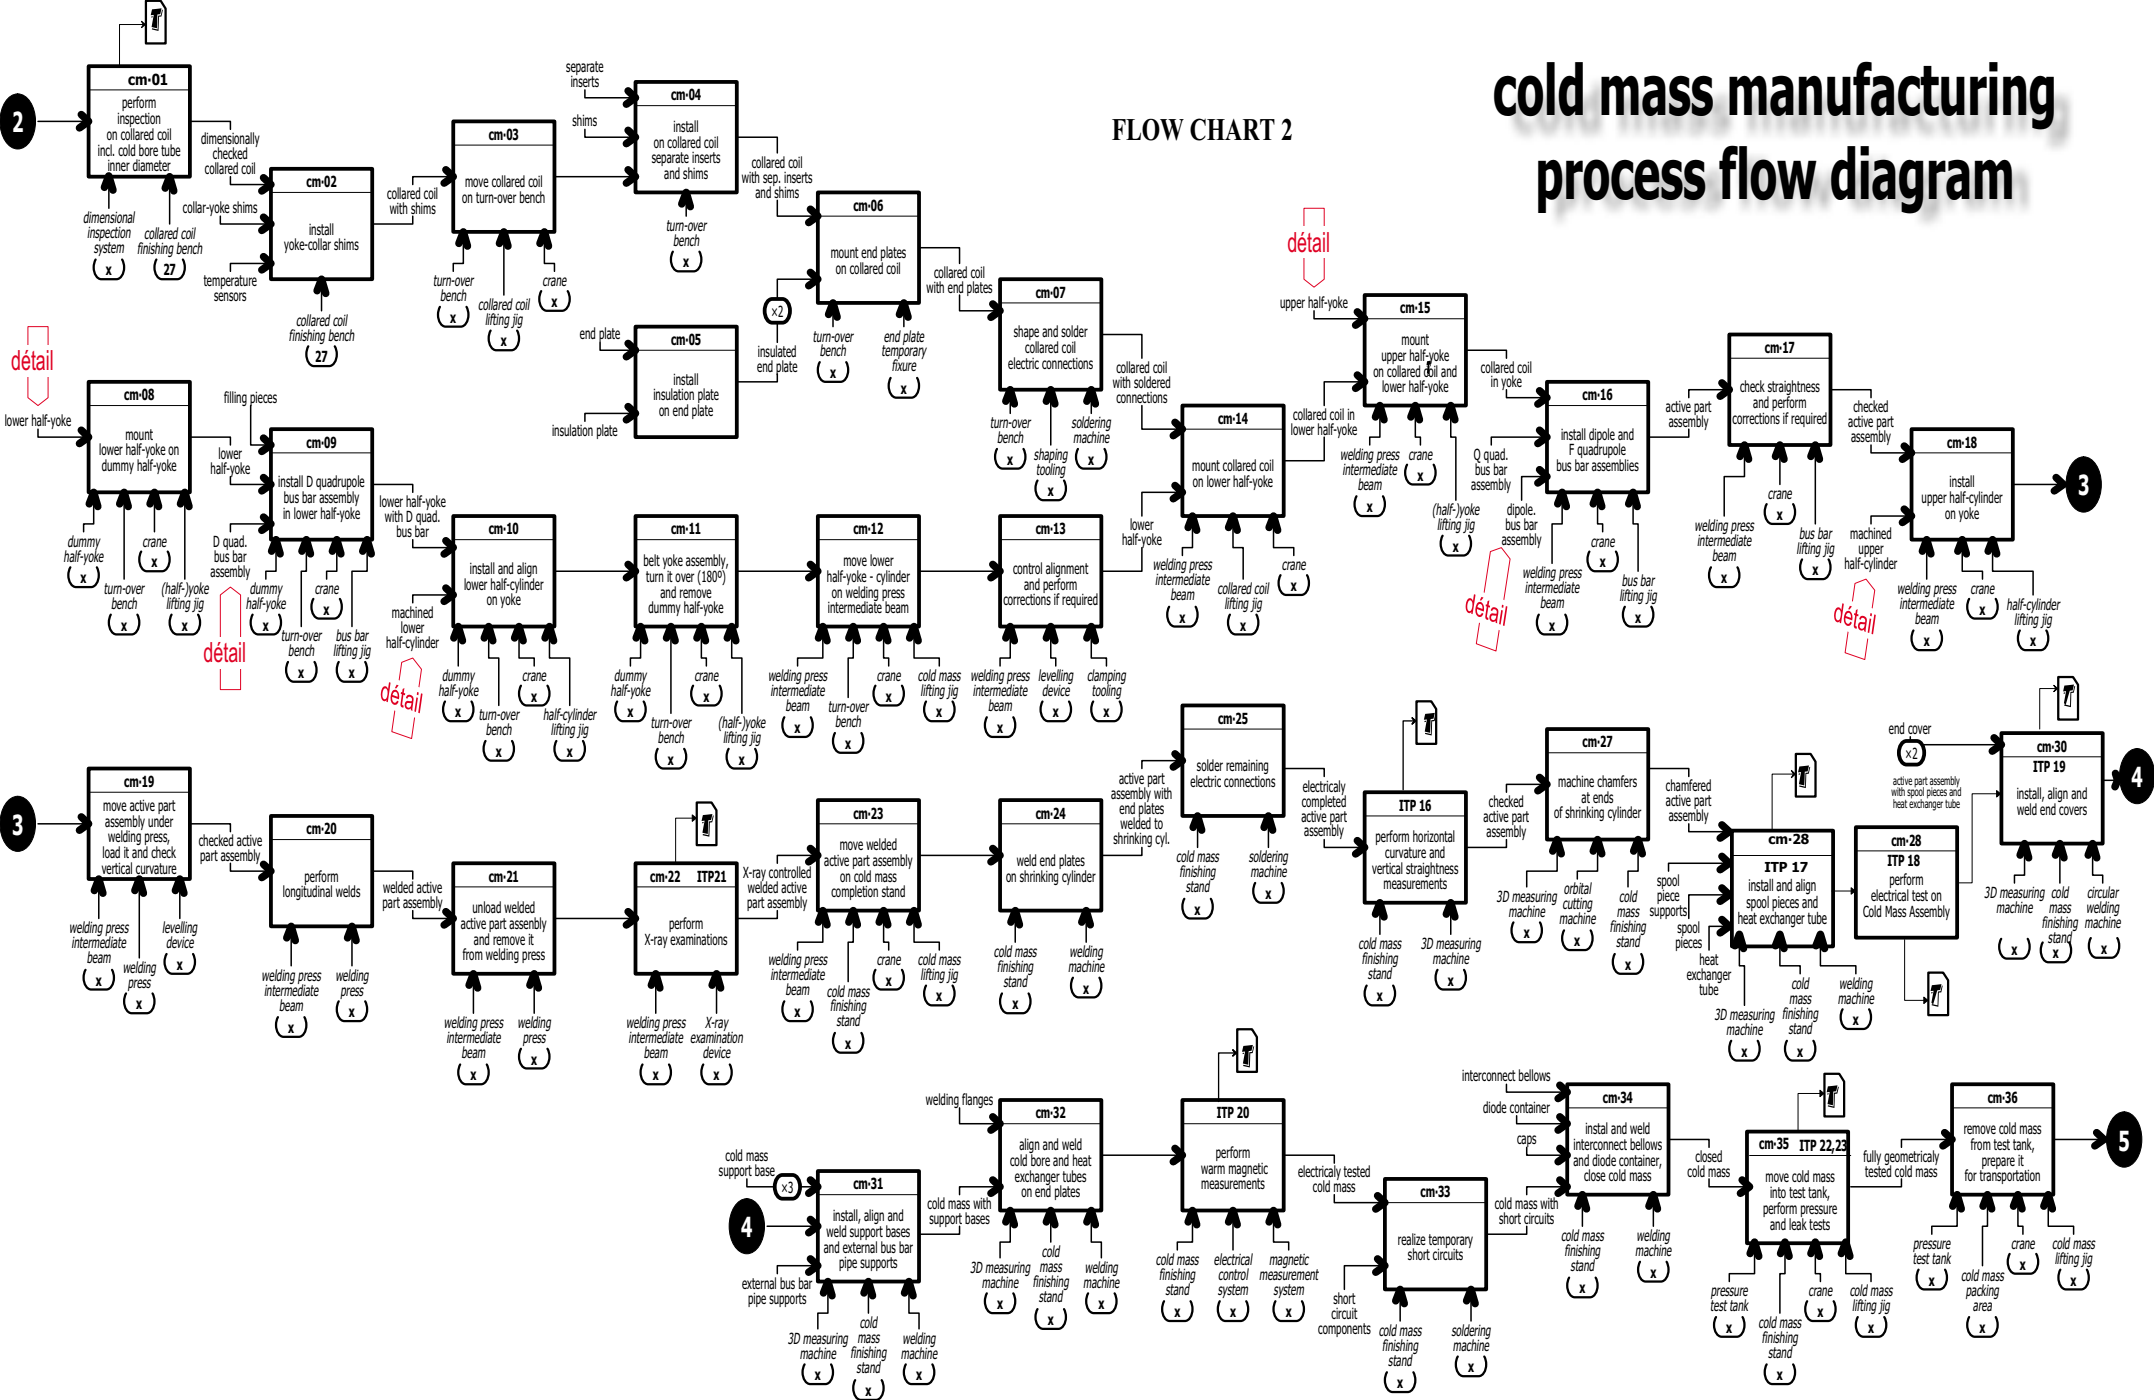 cold mass manufacturing
process flow diagram
FLOW CHART 2
T
2
cm·01
perform
inspection
on collared coil
incl. cold bore tube
inner diameter
dimensional
inspection
system
x
collared coil
finishing bench
27
dimensionally
checked
collared coil
collar-yoke shims
temperature
sensors
cm·02
install
yoke-collar shims
collared coil
finishing bench
27
collared coil
with shims
cm·03
move collared coil
on turn-over bench
turn-over
bench
x
collared coil
lifting jig
x
crane
x
separate
inserts
shims
cm·04
install
on collared coil
separate inserts
and shims
turn-over
bench
x
collared coil
with sep. inserts
and shims
end plate
insulation plate
cm·05
install
insulation plate
on end plate
×2
insulated
end plate
cm·06
mount end plates
on collared coil
turn-over
bench
x
end plate
temporary
fixure
x
collared coil
with end plates
cm·07
shape and solder
collared coil
electric connections
turn-over
bench
x
shaping
tooling
x
soldering
machine
x
collared coil
with soldered
connections
détail
lower half-yoke
cm·08
mount
lower half-yoke on
dummy half-yoke
dummy
half-yoke
x
turn-over
bench
x
crane
x
(half-)yoke
lifting jig
x
filling pieces
lower
half-yoke
D quad.
bus bar
assembly
détail
cm·09
install D quadrupole
bus bar assembly
in lower half-yoke
dummy
half-yoke
x
turn-over
bench
x
crane
x
bus bar
lifting jig
x
lower half-yoke
with D quad.
bus bar
machined
lower
half-cylinder
détail
cm·10
install and align
lower half-cylinder
on yoke
dummy
half-yoke
x
turn-over
bench
x
crane
x
half-cylinder
lifting jig
x
cm·11
belt yoke assembly,
turn it over (180º)
and remove
dummy half-yoke
dummy
half-yoke
x
turn-over
bench
x
crane
x
(half-)yoke
lifting jig
x
cm·12
move lower
half-yoke - cylinder
on welding press
intermediate beam
welding press
intermediate
beam
x
turn-over
bench
x
crane
x
cold mass
lifting jig
x
cm·13
control alignment
and perform
corrections if required
welding press
intermediate
beam
x
levelling
device
x
clamping
tooling
x
lower
half-yoke
cm·14
mount collared coil
on lower half-yoke
welding press
intermediate
beam
x
collared coil
lifting jig
x
crane
x
collared coil in
lower half-yoke
détail
upper half-yoke
cm·15
mount
upper half-yoke
on collared coil and
lower half-yoke
welding press
intermediate
beam
x
crane
x
(half-)yoke
lifting jig
x
collared coil
in yoke
Q quad.
bus bar
assembly
dipole.
bus bar
assembly
détail
cm·16
install dipole and
F quadrupole
bus bar assemblies
welding press
intermediate
beam
x
crane
x
bus bar
lifting jig
x
active part
assembly
cm·17
check straightness
and perform
corrections if required
welding press
intermediate
beam
x
crane
x
bus bar
lifting jig
x
checked
active part
assembly
machined
upper
half-cylinder
détail
cm·18
install
upper half-cylinder
on yoke
welding press
intermediate
beam
x
crane
x
half-cylinder
lifting jig
x
3
3
cm·19
move active part
assembly under
welding press,
load it and check
vertical curvature
welding press
intermediate
beam
x
welding
press
x
levelling
device
x
checked active
part assembly
cm·20
perform
longitudinal welds
welding press
intermediate
beam
x
welding
press
x
welded active
part assembly
cm·21
unload welded
active part assenbly
and remove it
from welding press
welding press
intermediate
beam
x
welding
press
x
T
cm·22 ITP21
perform
X-ray examinations
welding press
intermediate
beam
x
X-ray
examination
device
x
X-ray controlled
welded active
part assembly
cm·23
move welded
active part assembly
on cold mass
completion stand
welding press
intermediate
beam
x
cold mass
finishing
stand
x
crane
x
cold mass
lifting jig
x
cm·24
weld end plates
on shrinking cylinder
cold mass
finishing
stand
x
welding
machine
x
active part
assembly with
end plates
welded to
shrinking cyl.
cm·25
solder remaining
electric connections
cold mass
finishing
stand
x
soldering
machine
x
electricaly
completed
active part
assembly
T
ITP 16
perform horizontal
curvature and
vertical straightness
measurements
cold mass
finishing
stand
x
3D measuring
machine
x
checked
active part
assembly
cm·27
machine chamfers
at ends
of shrinking cylinder
3D measuring
machine
x
orbital
cutting
machine
x
cold
mass
finishing
stand
x
chamfered
active part
assembly
spool
piece
supports
spool
pieces
heat
exchanger
tube
T
cm·28
ITP 17
install and align
spool pieces and
heat exchanger tube
3D measuring
machine
x
cold
mass
finishing
stand
x
welding
machine
x
cm·28
ITP 18
perform
electrical test on
Cold Mass Assembly
T
end cover
×2
active part assembly
with spool pieces and
heat exchanger tube
T
cm·30
ITP 19
install, align and
weld end covers
3D measuring
machine
x
cold
mass
finishing
stand
x
circular
welding
machine
x
4
cold mass
support base
×3
4
external bus bar
pipe supports
cm·31
install, align and
weld support bases
and external bus bar
pipe supports
3D measuring
machine
x
cold
mass
finishing
stand
x
welding
machine
x
cold mass with
support bases
welding flanges
cm·32
align and weld
cold bore and heat
exchanger tubes
on end plates
3D measuring
machine
x
cold
mass
finishing
stand
x
welding
machine
x
T
ITP 20
perform
warm magnetic
measurements
cold mass
finishing
stand
x
electrical
control
system
x
magnetic
measurement
system
x
electricaly tested
cold mass
short
circuit
components
cm·33
realize temporary
short circuits
cold mass
finishing
stand
x
soldering
machine
x
cold mass with
short circuits
interconnect bellows
diode container
caps
cm·34
instal and weld
interconnect bellows
and diode container,
close cold mass
cold mass
finishing
stand
x
welding
machine
x
closed
cold mass
T
cm·35 ITP 22,23
move cold mass
into test tank,
perform pressure
and leak tests
pressure
test tank
x
cold mass
finishing
stand
x
crane
x
cold mass
lifting jig
x
fully geometricaly
tested cold mass
cm·36
remove cold mass
from test tank,
prepare it
for transportation
pressure
test tank
x
cold mass
packing
area
x
crane
x
cold mass
lifting jig
x
5